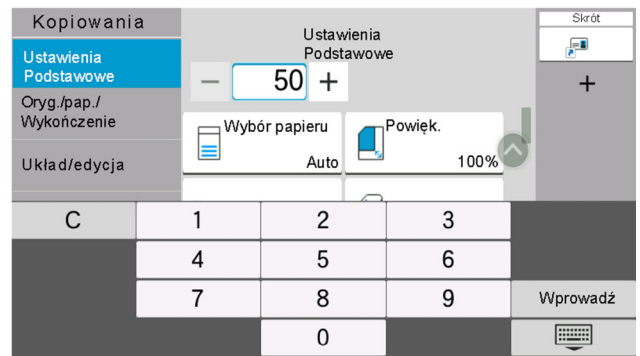 Kopiowania
Ustawienia
Podstawowe
Oryg./pap./
Wykończenie
Układ/edycja
Ustawienia
Podstawowe
− 50 +
Wybór papieru
Auto
Powięk.
100%
Skrót
+
C 1 2 3
4 5 6
7 8 9 Wprowadź
0